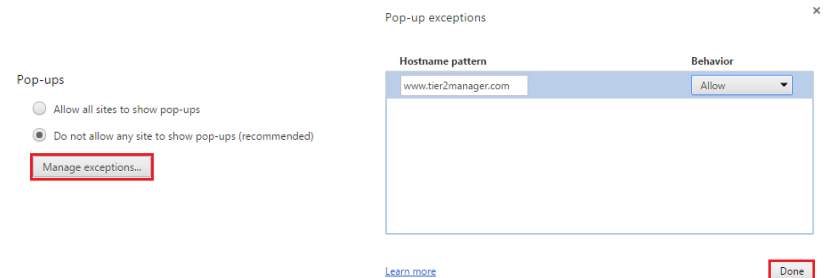 Pop-ups
Allow all sites to show pop-ups
Do not allow any site to show pop-ups (recommended)
Manage exceptions...
Pop-up exceptions
×
Hostname pattern Behavior
www.tier2manager.com Allow
Learn more Done